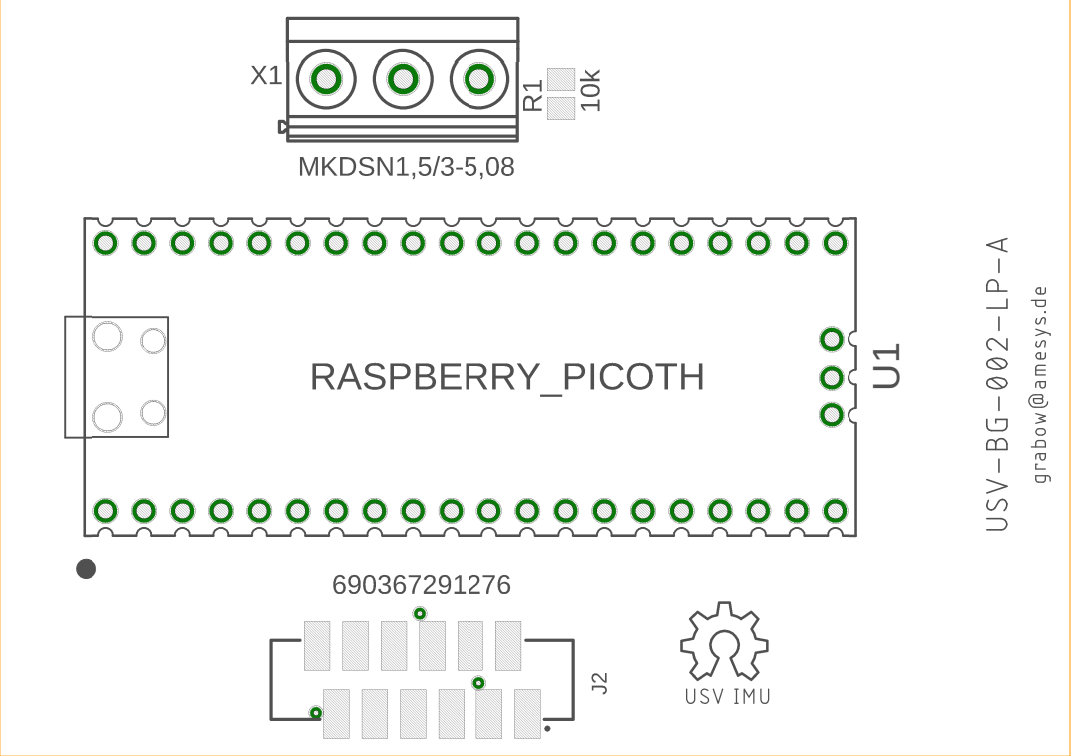 X1
R1
10k
MKDSN1,5/3-5,08
RASPBERRY_PICOTH
U1
USV-BG-002-LP-A
grabow@amesys.de
690367291276
J2
USV IMU